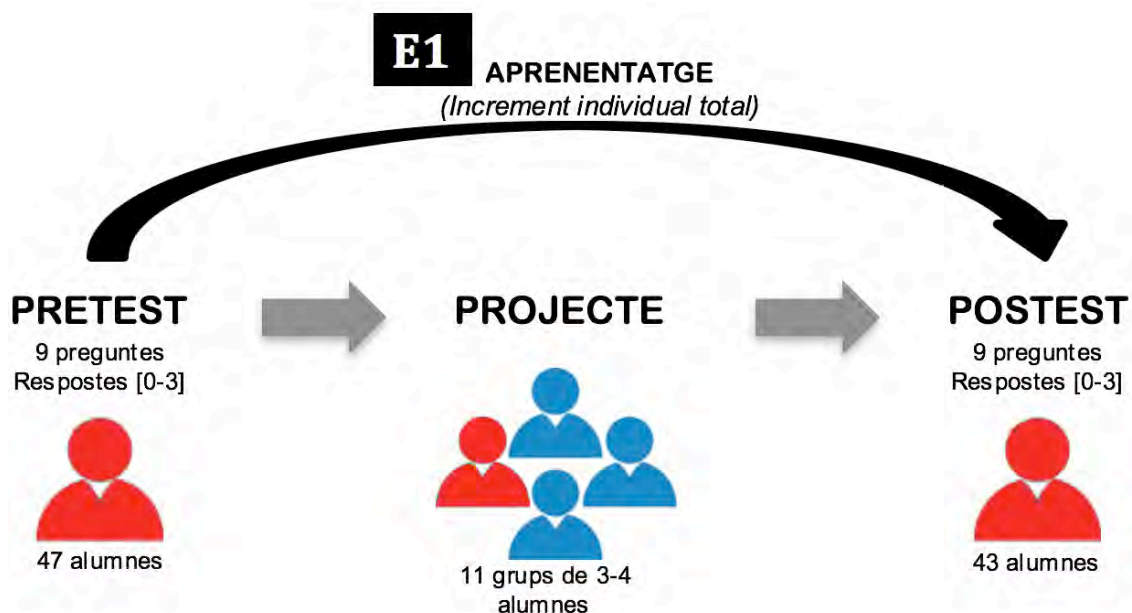 E1
APRENENTATGE
(Increment individual total)
PRETEST
9 preguntes
Respostes [0-3]
47 alumnes
PROJECTE
11 grups de 3-4
alumnes
POSTEST
9 preguntes
Respostes [0-3]
43 alumnes